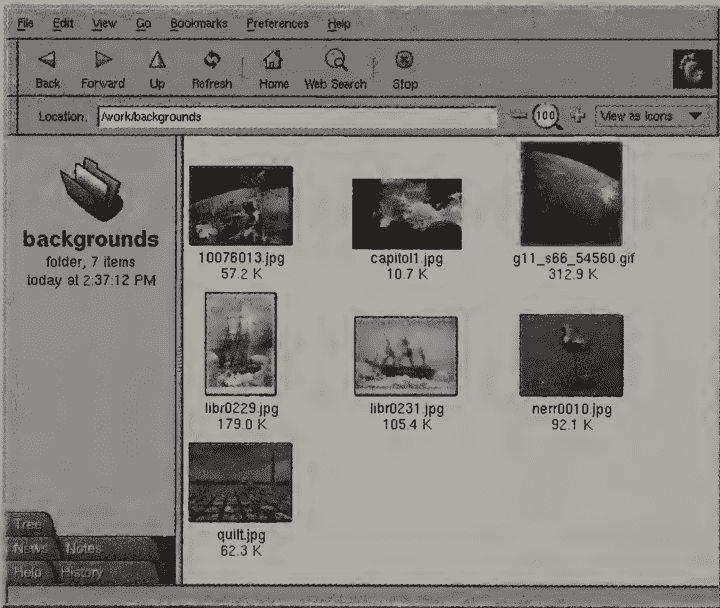 File Edit View Go Bookmarks Preferences Help
Back Forward Up Refresh Home Web Search Stop
Location: /work/backgrounds 100 View as Icons
backgrounds
folder, 7 items
today at 2:37:12 PM
10076013.jpg capitol1.jpg g11_s66_54560.gif
57.2 K 10.7 K 312.9 K
libr0229.jpg libr0231.jpg nerr0010.jpg
179.0 K 105.4 K 92.1 K
quilt.jpg
62.3 K
Tree
News Notes
Help History